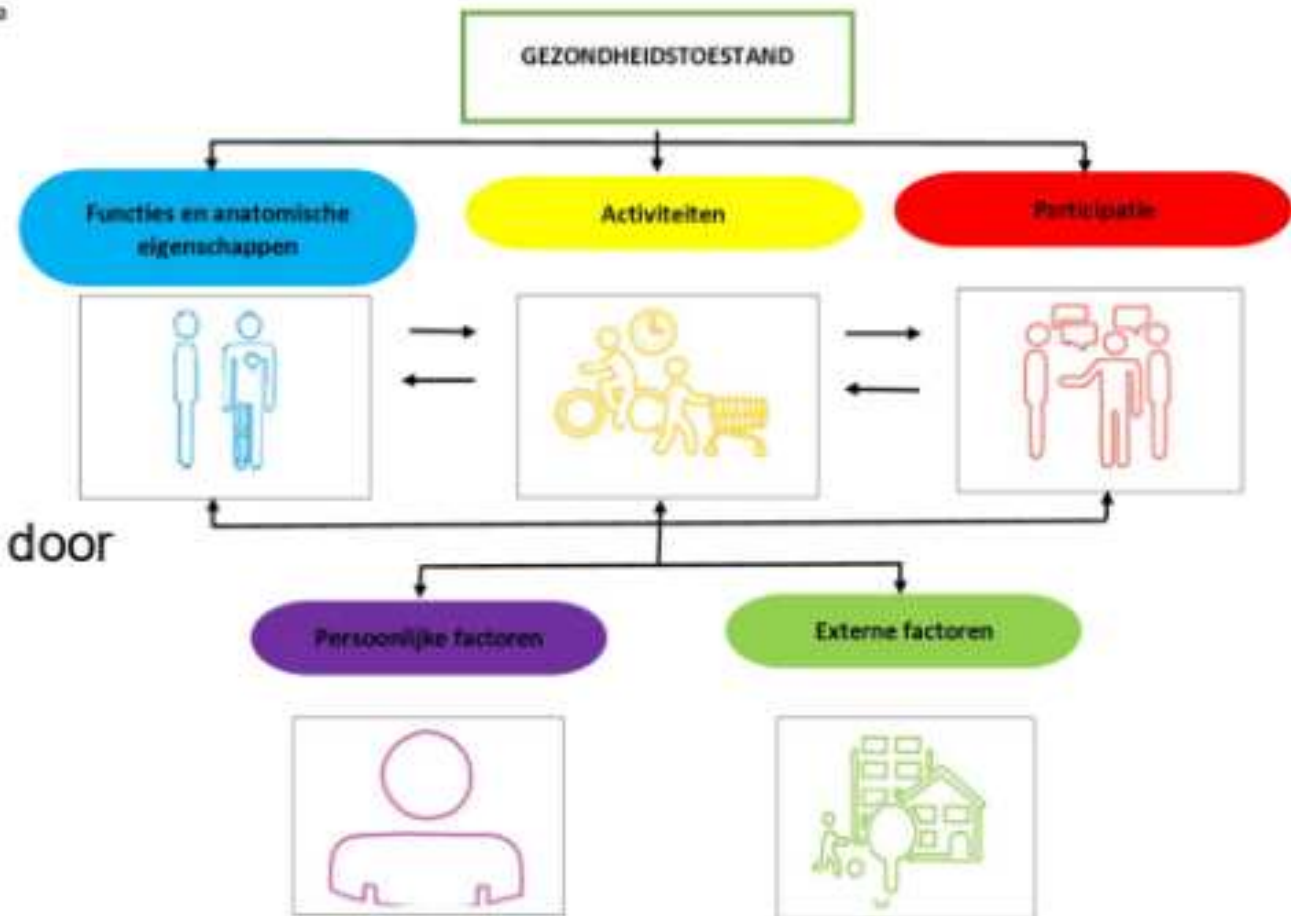 GEZONDHEIDSTOESTAND
Functies en anatomische
eigenschappen
Activiteiten
Participatie
door
Persoonlijke factoren
Externe factoren